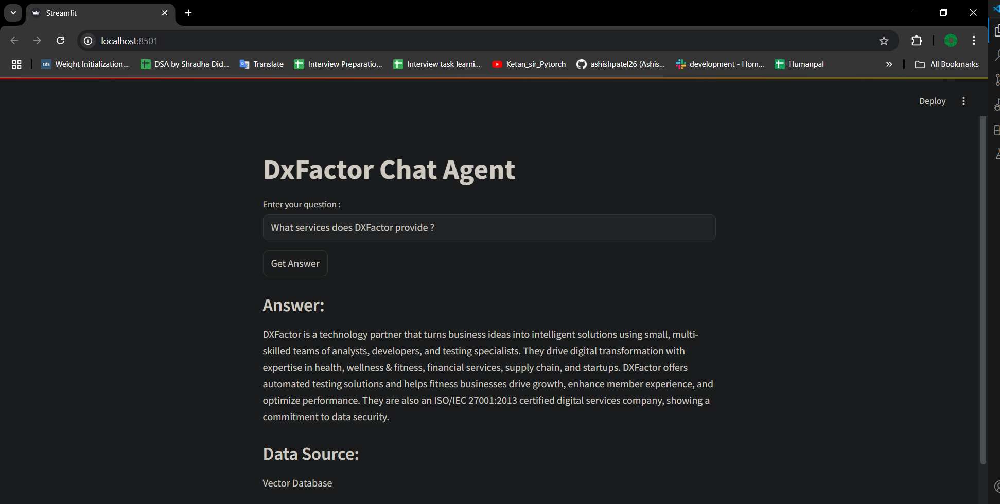 Streamlit
localhost:8501
tds Weight Initialization... DSA by Shradha Did... Translate Interview Preparatio... Interview task learni... Ketan_sir_Pytorch ashishpatel26 (Ashis... development - Hom... Humanpal All Bookmarks
Deploy
DxFactor Chat Agent
Enter your question :
What services does DXFactor provide ?
Get Answer
Answer:
DXFactor is a technology partner that turns business ideas into intelligent solutions using small, multi-
skilled teams of analysts, developers, and testing specialists. They drive digital transformation with
expertise in health, wellness & fitness, financial services, supply chain, and startups. DXFactor offers
automated testing solutions and helps fitness businesses drive growth, enhance member experience, and
optimize performance. They are also an ISO/IEC 27001:2013 certified digital services company, showing a
commitment to data security.
Data Source:
Vector Database